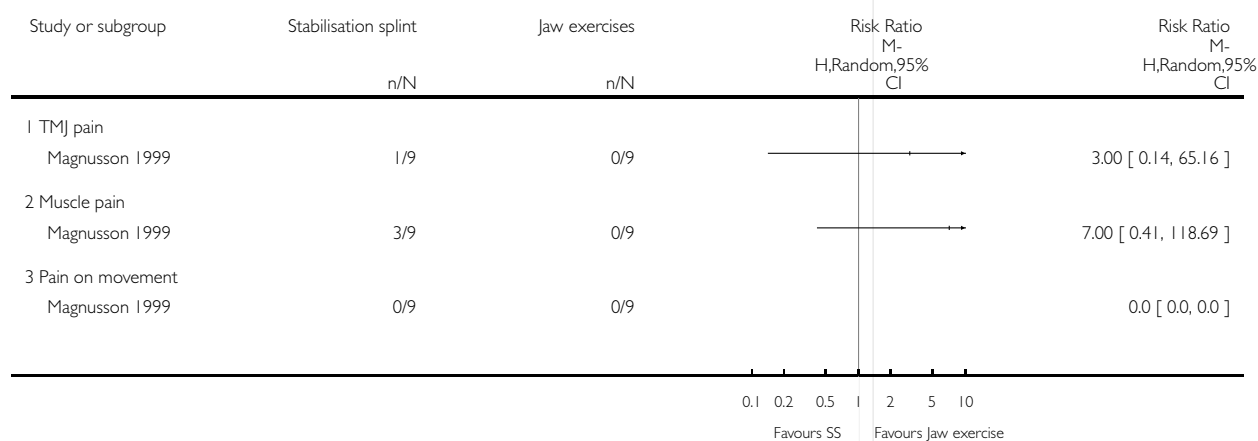 Study or subgroup Stabilisation splint Jaw exercises Risk Ratio Risk Ratio
M- M-
H,Random,95% H,Random,95%
n/N n/N CI CI
1 TMJ pain
Magnusson 1999 1/9 0/9 3.00 [ 0.14, 65.16 ]
2 Muscle pain
Magnusson 1999 3/9 0/9 7.00 [ 0.41, 118.69 ]
3 Pain on movement
Magnusson 1999 0/9 0/9 0.0 [ 0.0, 0.0 ]
0.1 0.2 0.5 1 2 5 10
Favours SS Favours Jaw exercise